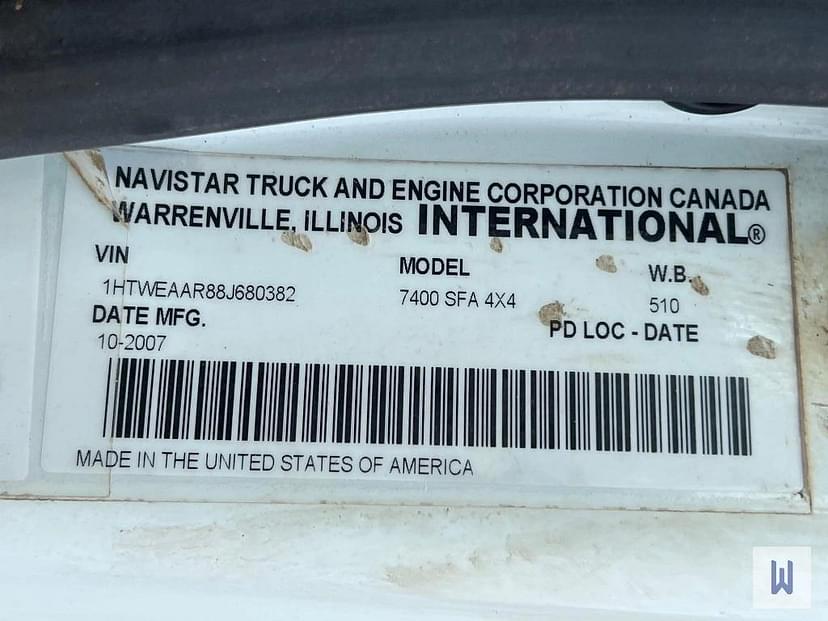 NAVISTAR TRUCK AND ENGINE CORPORATION CANADA
WARRENVILLE, ILLINOIS INTERNATIONAL®
VIN MODEL W.B.
1HTWEAAR88J680382 7400 SFA 4X4 510
DATE MFG. PD LOC - DATE
10-2007
MADE IN THE UNITED STATES OF AMERICA
W